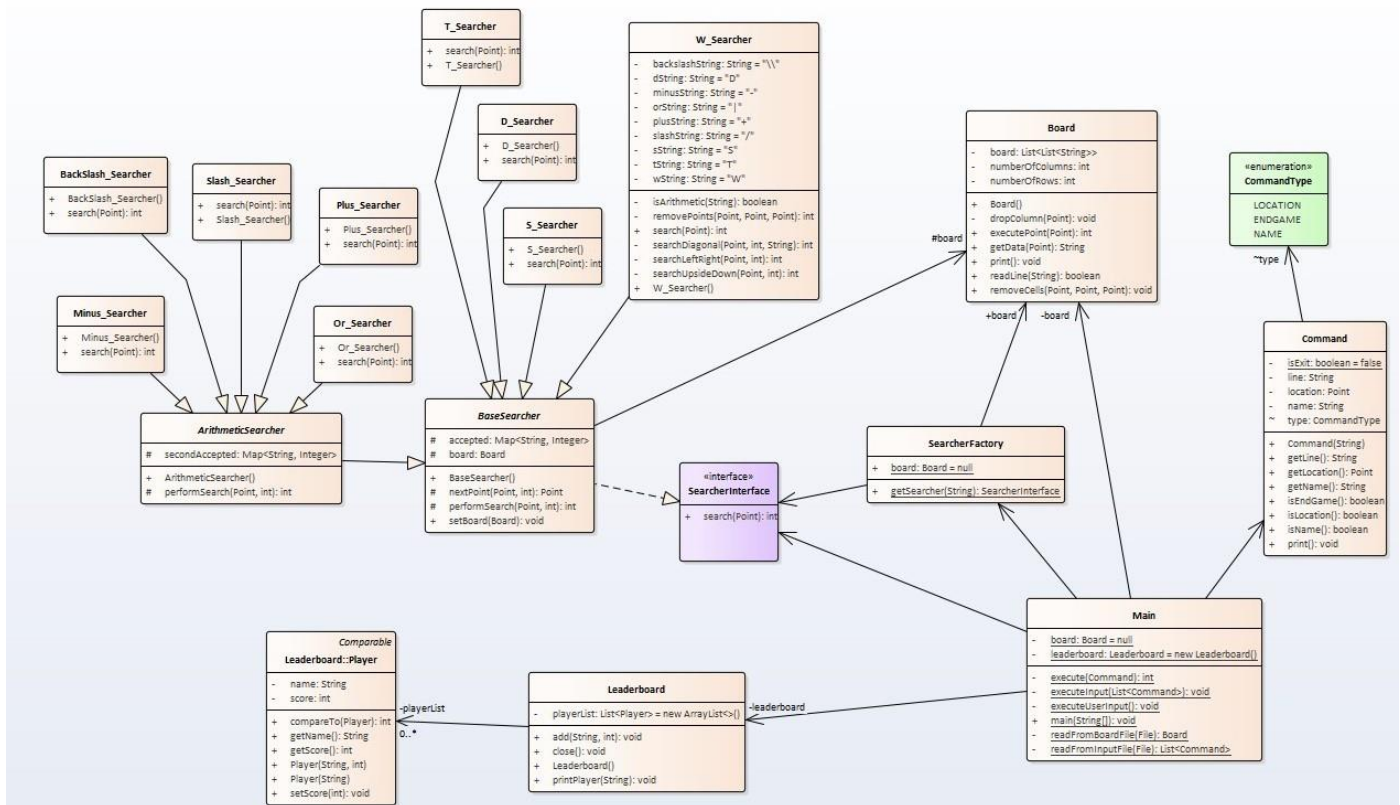 T_Searcher
+ search(Point): int
+ T_Searcher()
W_Searcher
- backslashString: String = "\\"
- dString: String = "D"
- minusString: String = "-"
- orString: String = "|"
- plusString: String = "+"
- slashString: String = "/"
- sString: String = "S"
- tString: String = "T"
- wString: String = "W"
- isArithmetic(String): boolean
- removePoints(Point, Point, Point): int
+ search(Point): int
- searchDiagonal(Point, int, String): int
- searchLeftRight(Point, int): int
- searchUpsideDown(Point, int): int
+ W_Searcher()
D_Searcher
+ D_Searcher()
+ search(Point): int
S_Searcher
+ S_Searcher()
+ search(Point): int
BackSlash_Searcher
+ BackSlash_Searcher()
+ search(Point): int
Slash_Searcher
+ search(Point): int
+ Slash_Searcher()
Plus_Searcher
+ Plus_Searcher()
+ search(Point): int
Minus_Searcher
+ Minus_Searcher()
+ search(Point): int
Or_Searcher
+ Or_Searcher()
+ search(Point): int
Board
- board: List<List<String>>
- numberOfColumns: int
- numberOfRows: int
+ Board()
- dropColumn(Point): void
+ executePoint(Point): int
+ getData(Point): String
+ print(): void
+ readLine(String): boolean
+ removeCells(Point, Point, Point): void
#board
+board
-board
«enumeration»
CommandType
LOCATION
ENDGAME
NAME
~type
Command
- isExit: boolean = false
- line: String
- location: Point
- name: String
~ type: CommandType
+ Command(String)
+ getLine(): String
+ getLocation(): Point
+ getName(): String
+ isEndGame(): boolean
+ isLocation(): boolean
+ isName(): boolean
+ print(): void
ArithmeticSearcher
# secondAccepted: Map<String, Integer>
+ ArithmeticSearcher()
# performSearch(Point, int): int
BaseSearcher
# accepted: Map<String, Integer>
# board: Board
+ BaseSearcher()
# nextPoint(Point, int): Point
# performSearch(Point, int): int
+ setBoard(Board): void
«interface»
SearcherInterface
+ search(Point): int
SearcherFactory
+ board: Board = null
+ getSearcher(String): SearcherInterface
Main
- board: Board = null
- leaderboard: Leaderboard = new Leaderboard()
- execute(Command): int
- executeInput(List<Command>): void
- executeUserInput(): void
+ main(String[]): void
- readFromBoardFile(File): Board
- readFromInputFile(File): List<Command>
Comparable
Leaderboard::Player
- name: String
- score: int
+ compareTo(Player): int
+ getName(): String
+ getScore(): int
+ Player(String, int)
+ Player(String)
+ setScore(int): void
-playerList
0..*
Leaderboard
- playerList: List<Player> = new ArrayList<>()
+ add(String, int): void
+ close(): void
+ Leaderboard()
+ printPlayer(String): void
-leaderboard